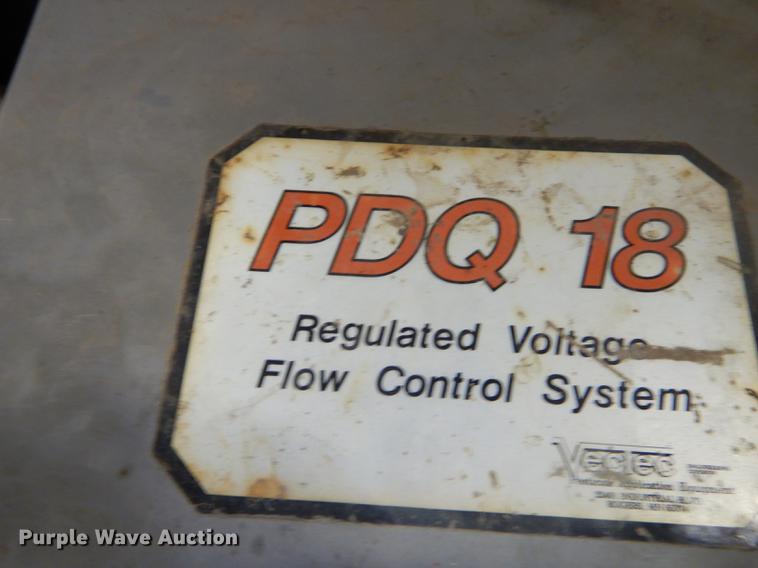 PDQ 18
Regulated Voltage
Flow Control System
Vectec
Purple Wave Auction